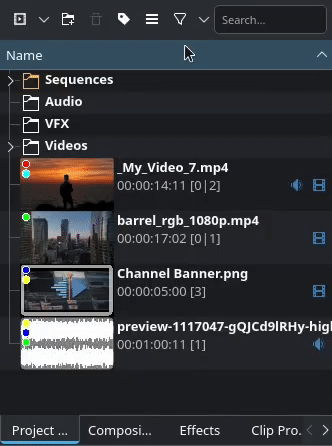 Search...
Name
Sequences
Audio
VFX
Videos
_My_Video_7.mp4
00:00:14:11 [0|2]
barrel_rgb_1080p.mp4
00:00:17:02 [0|1]
Channel Banner.png
00:00:05:00 [3]
preview-1117047-gQJCd9lRHy-high
00:01:00:11 [1]
Project ... Composi... Effects Clip Pro.